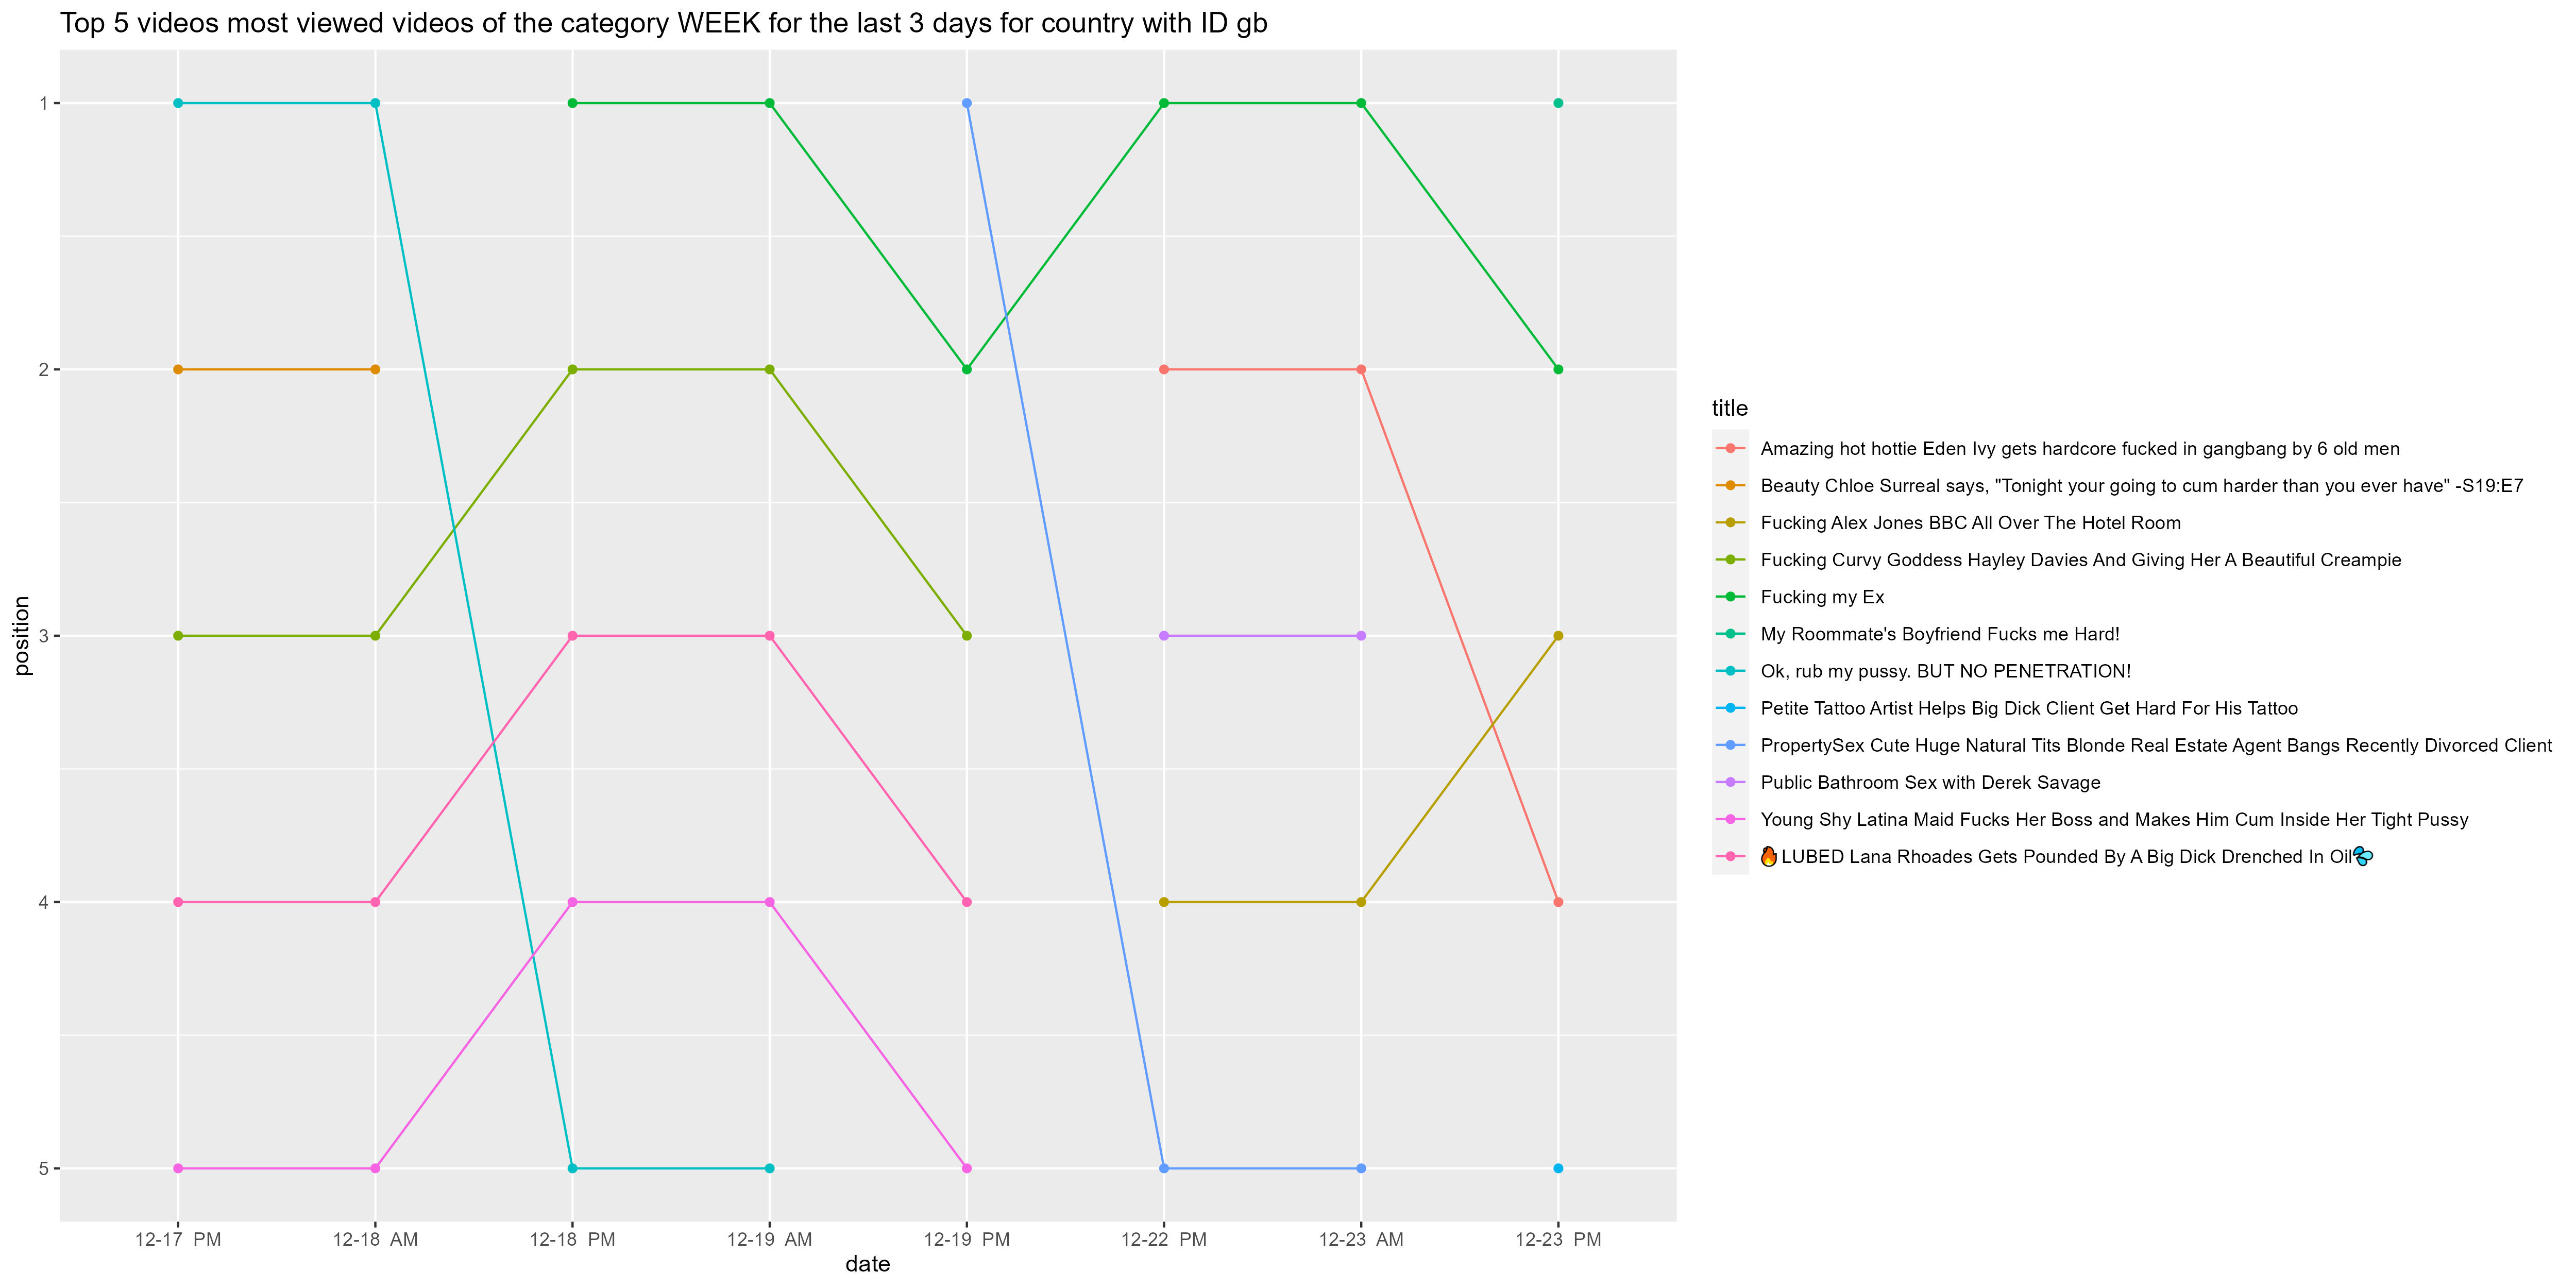 Top 5 videos most viewed videos of the category WEEK for the last 3 days for country with ID gb
1
2
3
4
5
position
12-17 PM
12-18 AM
12-18 PM
12-19 AM
12-19 PM
12-22 PM
12-23 AM
12-23 PM
date
title
Amazing hot hottie Eden Ivy gets hardcore fucked in gangbang by 6 old men
Beauty Chloe Surreal says, "Tonight your going to cum harder than you ever have" -S19:E7
Fucking Alex Jones BBC All Over The Hotel Room
Fucking Curvy Goddess Hayley Davies And Giving Her A Beautiful Creampie
Fucking my Ex
My Roommate's Boyfriend Fucks me Hard!
Ok, rub my pussy. BUT NO PENETRATION!
Petite Tattoo Artist Helps Big Dick Client Get Hard For His Tattoo
PropertySex Cute Huge Natural Tits Blonde Real Estate Agent Bangs Recently Divorced Client
Public Bathroom Sex with Derek Savage
Young Shy Latina Maid Fucks Her Boss and Makes Him Cum Inside Her Tight Pussy
🔥LUBED Lana Rhoades Gets Pounded By A Big Dick Drenched In Oil💦